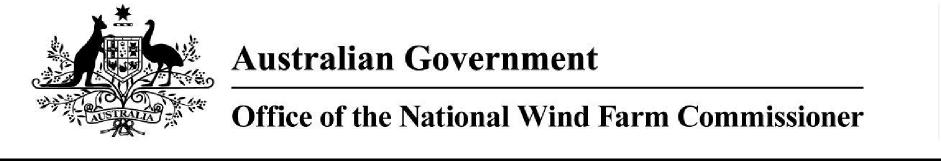 Australian Government
Office of the National Wind Farm Commissioner
AUSTRALIA